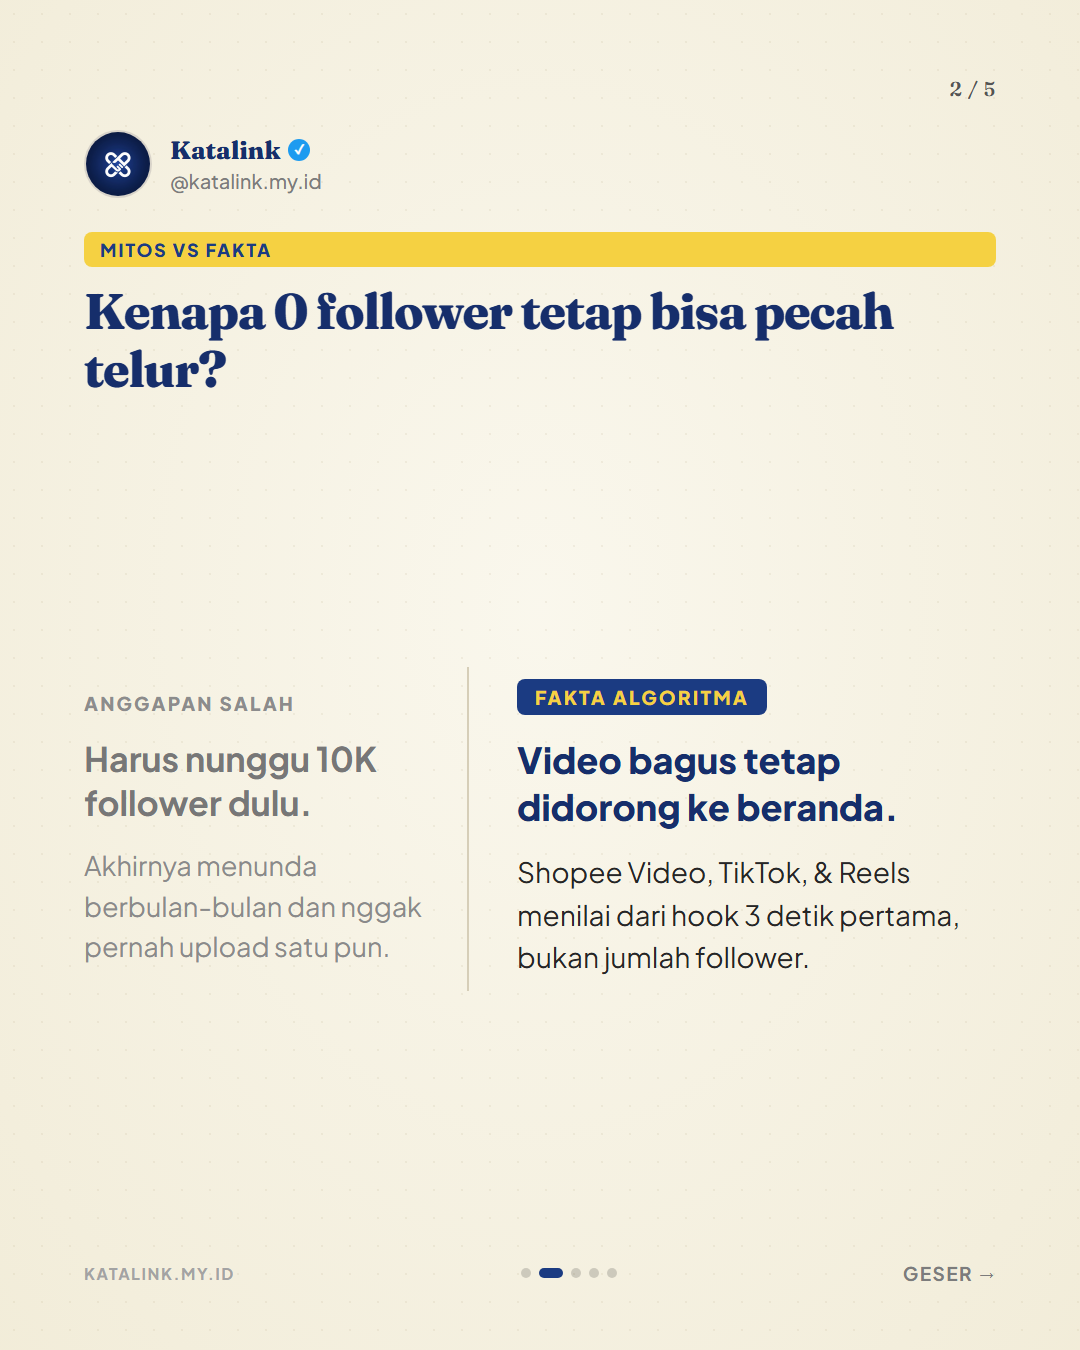 2 / 5
Katalink
@katalink.my.id
MITOS VS FAKTA
Kenapa 0 follower tetap bisa pecah
telur?
ANGGAPAN SALAH
Harus nunggu 10K
follower dulu.
Akhirnya menunda
berbulan-bulan dan nggak
pernah upload satu pun.
FAKTA ALGORITMA
Video bagus tetap
didorong ke beranda.
Shopee Video, TikTok, & Reels
menilai dari hook 3 detik pertama,
bukan jumlah follower.
KATALINK.MY.ID
GESER →